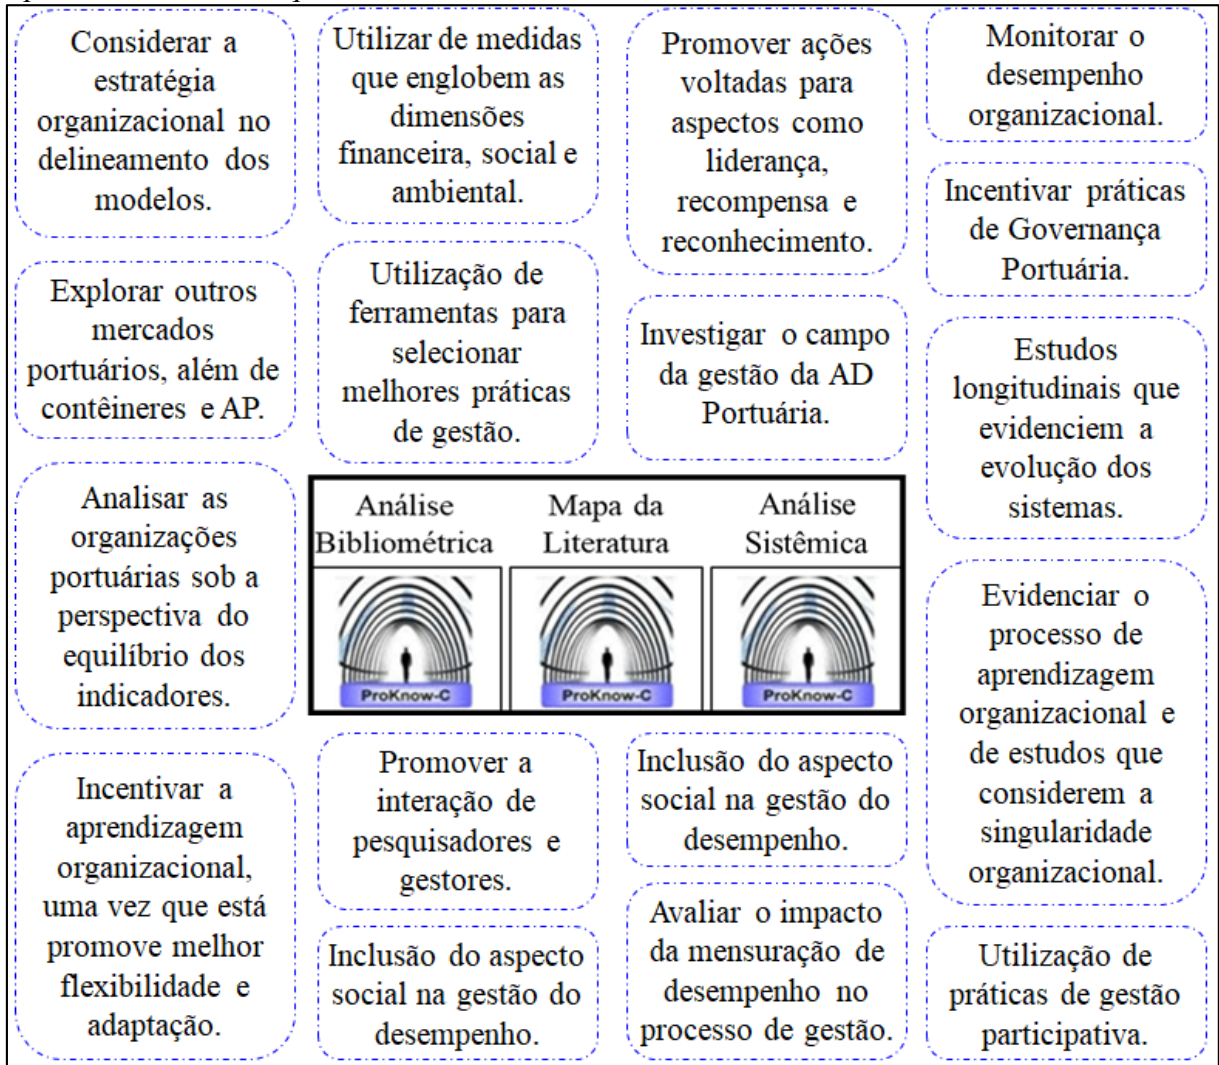 Considerar a
estratégia
organizacional no
delineamento dos
modelos.
Utilizar de medidas
que englobem as
dimensões
financeira, social e
ambiental.
Promover ações
voltadas para
aspectos como
liderança,
recompensa e
reconhecimento.
Monitorar o
desempenho
organizacional.
Incentivar práticas
de Governança
Portuária.
Explorar outros
mercados
portuários, além de
contêineres e AP.
Utilização de
ferramentas para
selecionar
melhores práticas
de gestão.
Investigar o campo
da gestão da AD
Portuária.
Estudos
longitudinais que
evidenciem a
evolução dos
sistemas.
Analisar as
organizações
portuárias sob a
perspectiva do
equilíbrio dos
indicadores.
Análise
Bibliométrica
Mapa da
Literatura
Análise
Sistêmica
ProKnow-C
ProKnow-C
ProKnow-C
Evidenciar o
processo de
aprendizagem
organizacional e
de estudos que
considerem a
singularidade
organizacional.
Incentivar a
aprendizagem
organizacional,
uma vez que está
promove melhor
flexibilidade e
adaptação.
Promover a
interação de
pesquisadores e
gestores.
Inclusão do aspecto
social na gestão do
desempenho.
Inclusão do aspecto
social na gestão do
desempenho.
Avaliar o impacto
da mensuração de
desempenho no
processo de gestão.
Utilização de
práticas de gestão
participativa.